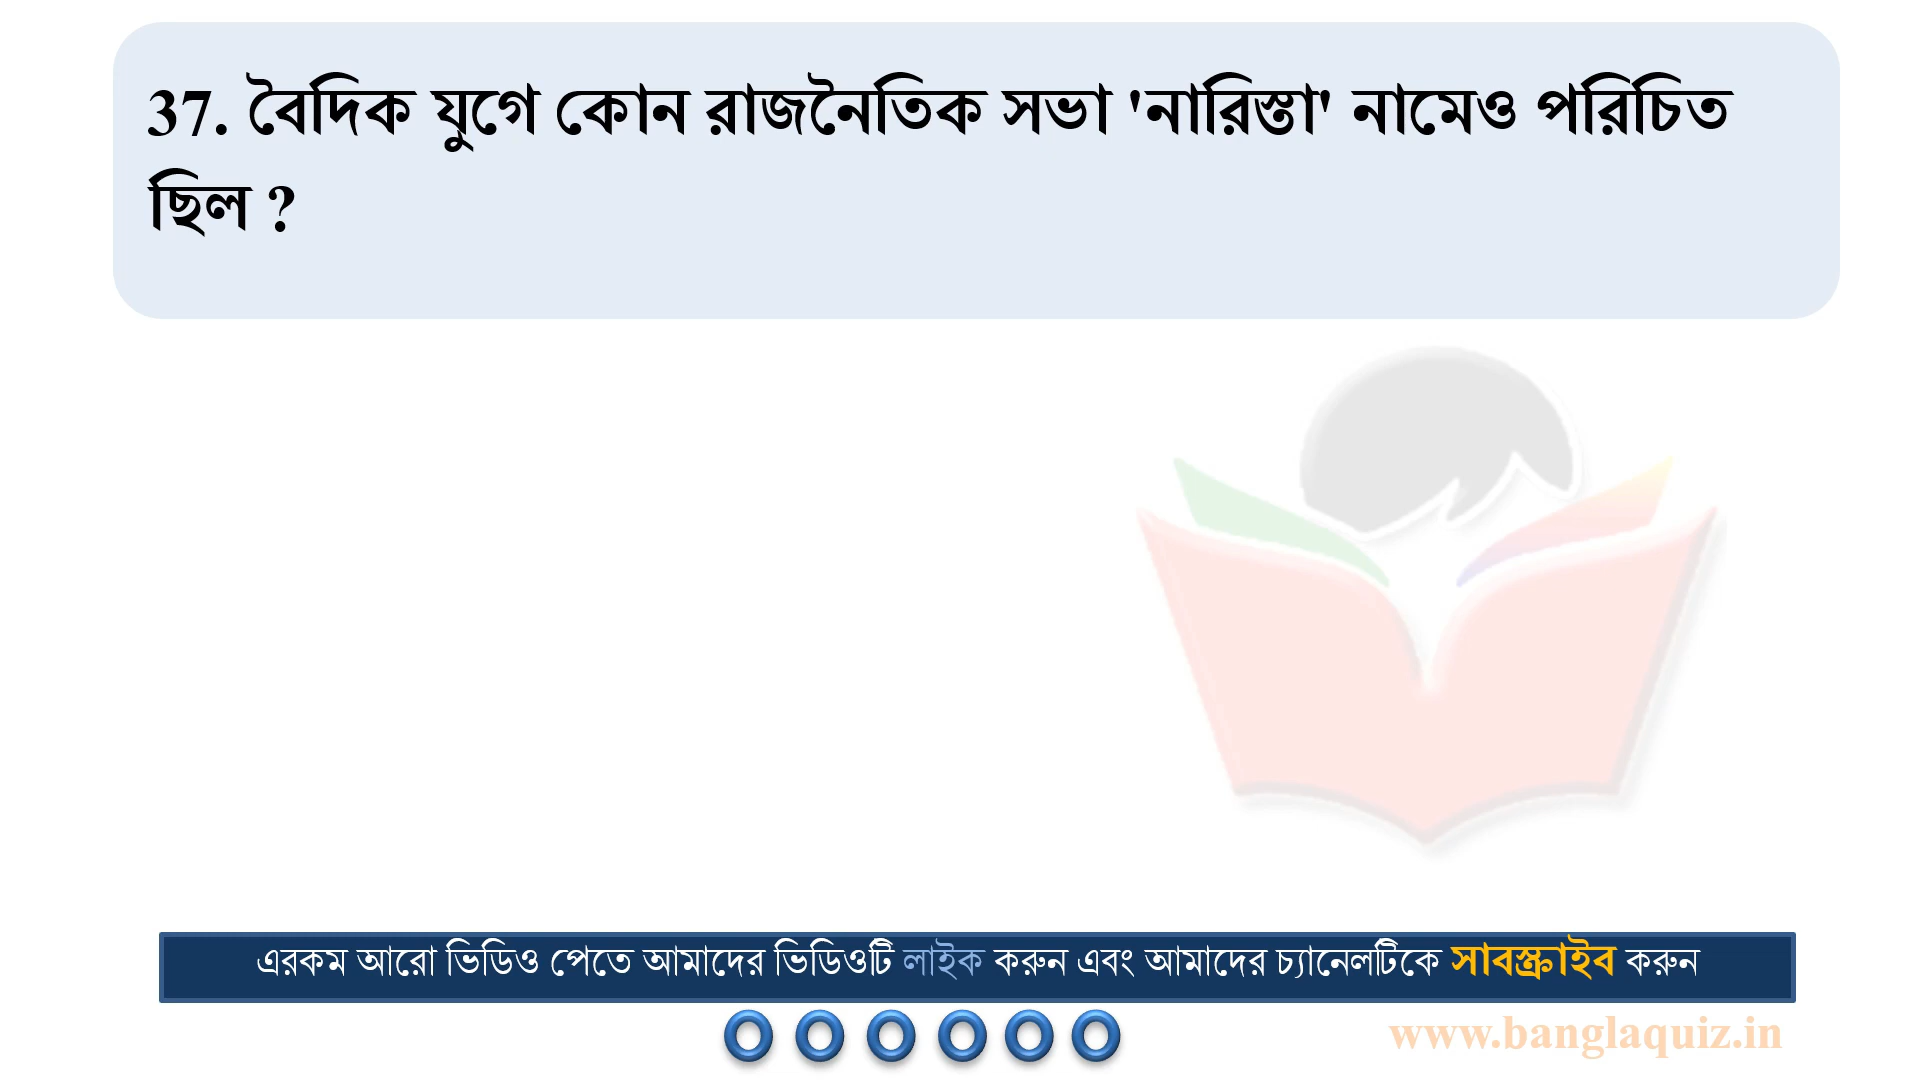 37. বৈদিক যুগে কোন রাজনৈতিক সভা 'নারিস্তা' নামেও পরিচিত
ছিল ?
এরকম আরো ভিডিও পেতে আমাদের ভিডিওটি লাইক করুন এবং আমাদের চ্যানেলটিকে সাবস্ক্রাইব করুন
www.banglaquiz.in